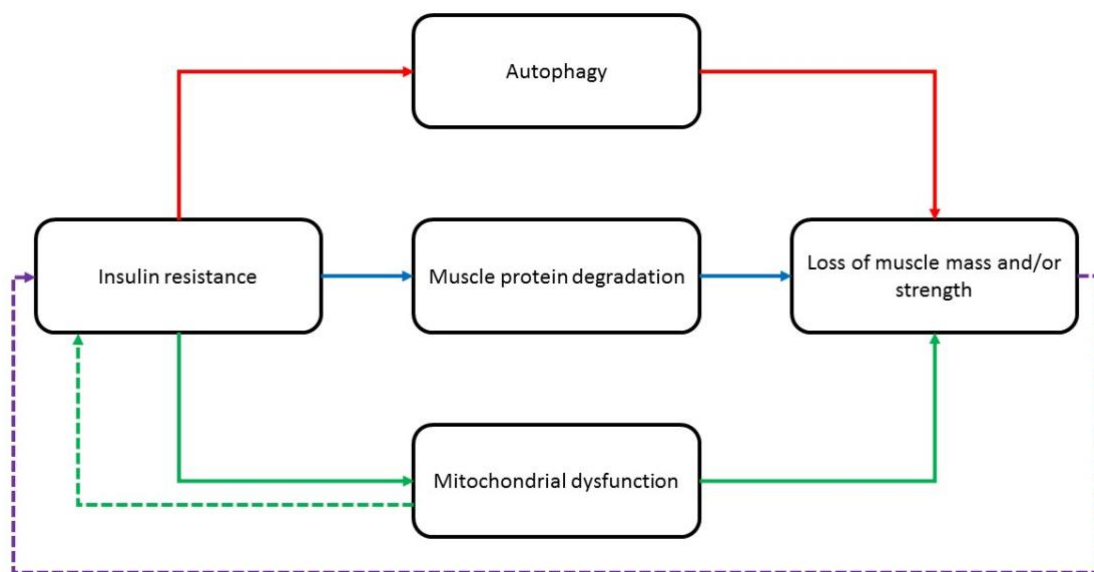 Autophagy
Insulin resistance
Muscle protein degradation
Loss of muscle mass and/or
strength
Mitochondrial dysfunction